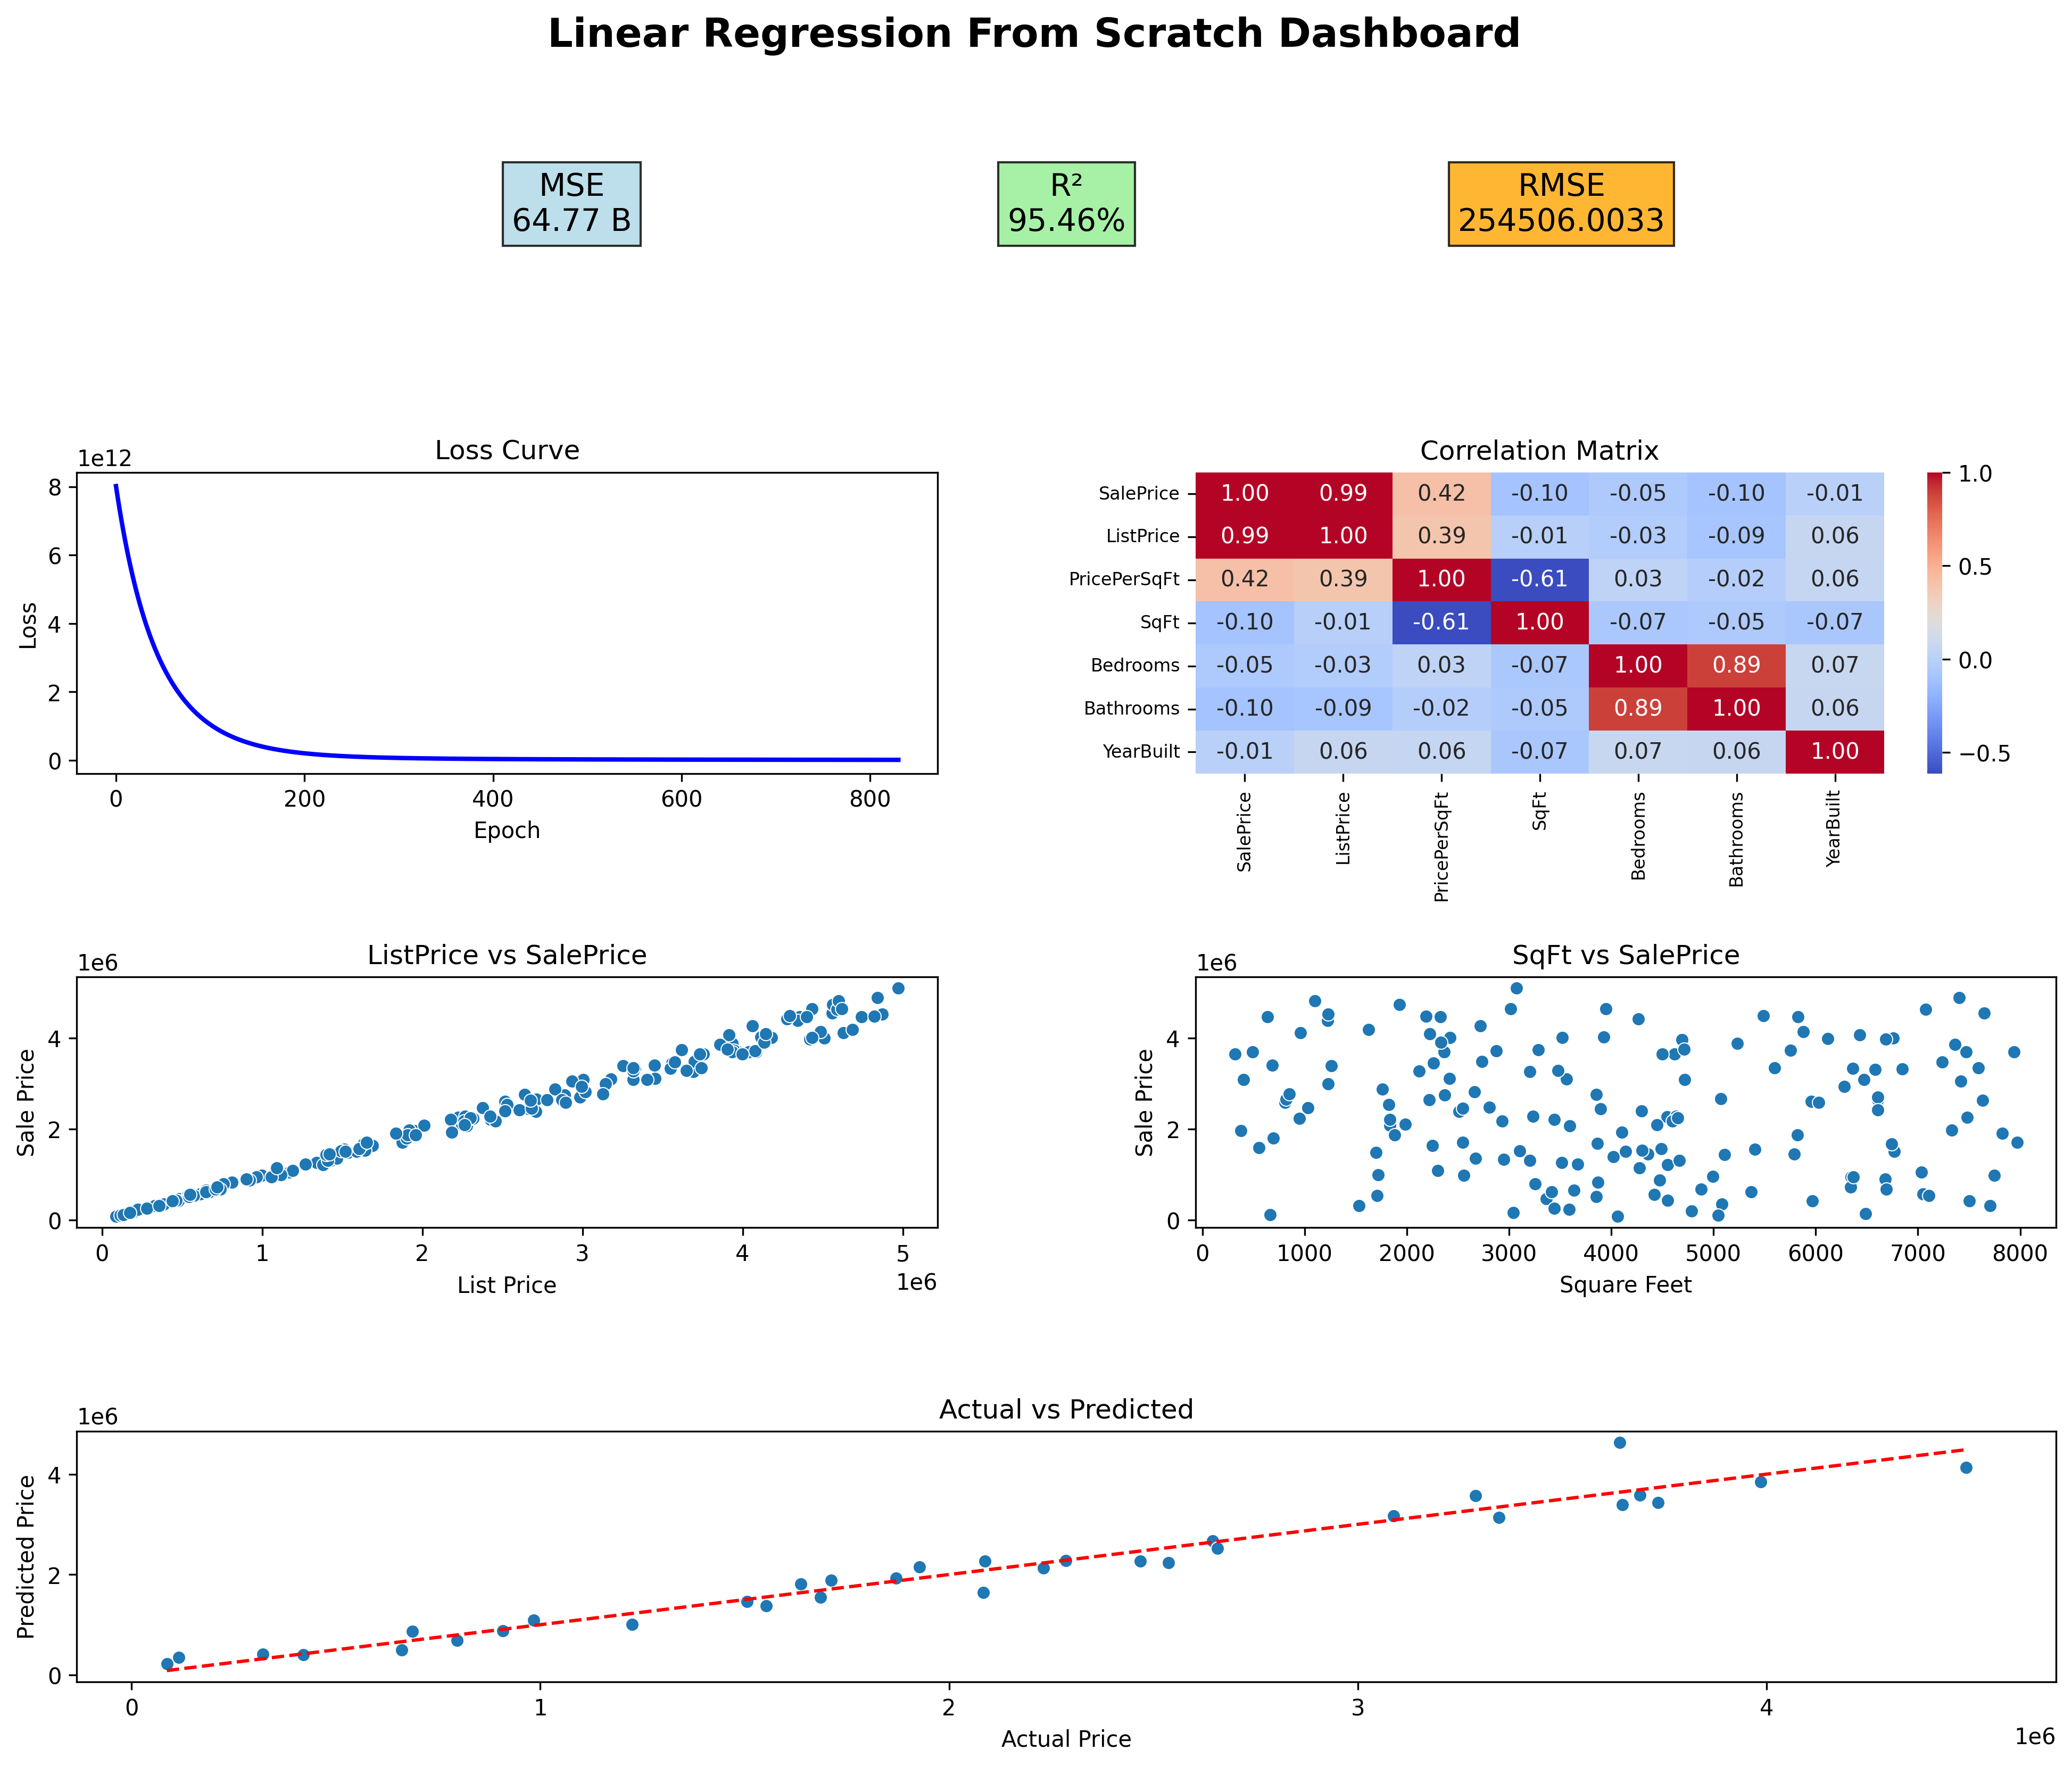 Linear Regression From Scratch Dashboard
MSE
64.77 B
R²
95.46%
RMSE
254506.0033
Loss Curve
1e12
8
6
4
2
0
Loss
0 200 400 600 800
Epoch
Correlation Matrix
SalePrice 1.00 0.99 0.42 -0.10 -0.05 -0.10 -0.01
ListPrice 0.99 1.00 0.39 -0.01 -0.03 -0.09 0.06
PricePerSqFt 0.42 0.39 1.00 -0.61 0.03 -0.02 0.06
SqFt -0.10 -0.01 -0.61 1.00 -0.07 -0.05 -0.07
Bedrooms -0.05 -0.03 0.03 -0.07 1.00 0.89 0.07
Bathrooms -0.10 -0.09 -0.02 -0.05 0.89 1.00 0.06
YearBuilt -0.01 0.06 0.06 -0.07 0.07 0.06 1.00
SalePrice ListPrice PricePerSqFt SqFt Bedrooms Bathrooms YearBuilt
1.0
0.5
0.0
−0.5
ListPrice vs SalePrice
1e6
4
2
0
Sale Price
0 1 2 3 4 5
1e6
List Price
SqFt vs SalePrice
1e6
4
2
0
Sale Price
0 1000 2000 3000 4000 5000 6000 7000 8000
Square Feet
Actual vs Predicted
1e6
4
2
0
Predicted Price
0 1 2 3 4
1e6
Actual Price